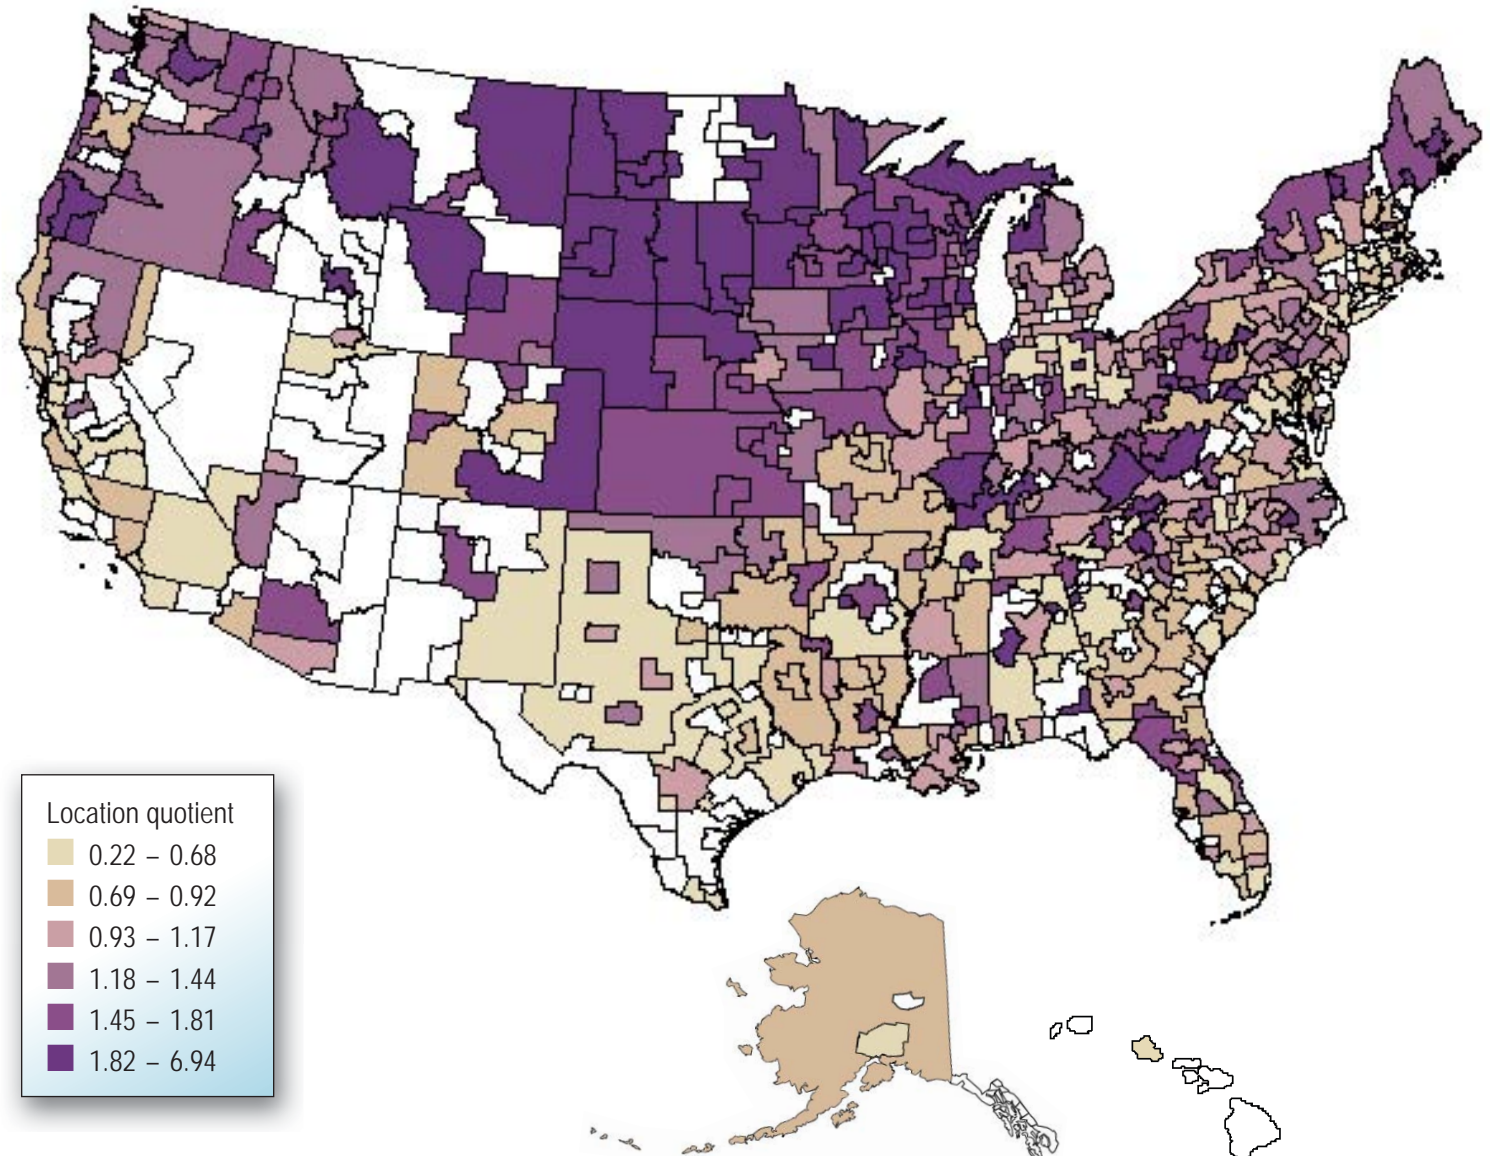 Location quotient
0.22 – 0.68
0.69 – 0.92
0.93 – 1.17
1.18 – 1.44
1.45 – 1.81
1.82 – 6.94